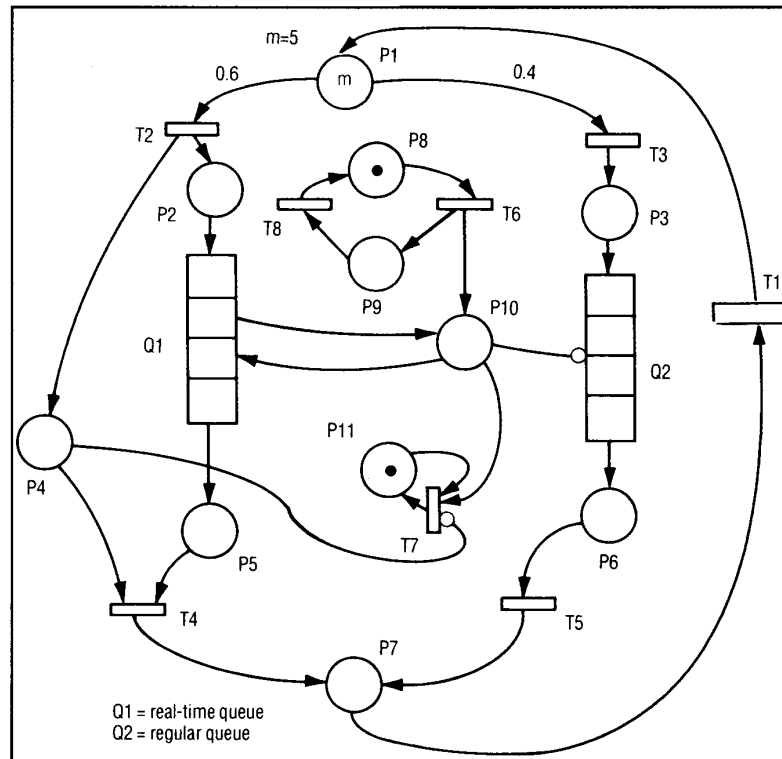 m=5
P1
0.6
m
0.4
T2
P8
T3
P2
T8
T6
P3
P9
P10
T1
Q1
Q2
P11
P4
T7
P5
P6
T4
T5
P7
Q1 = real-time queue
Q2 = regular queue